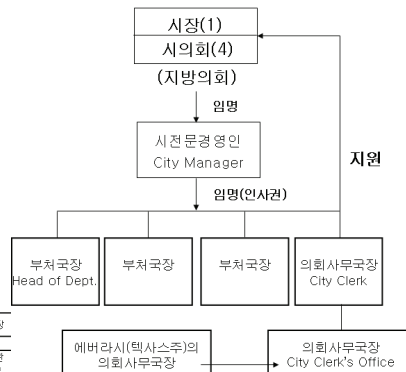 시장(1)
시의회(4)
(지방의회)
임명
시전문경영인
City Manager
지원
임명(인사권)
부처국장
Head of Dept.
부처국장
부처국장
의회사무국장
City Clerk
에버라시(텍사스주)의
의회사무국장
의회사무국장
City Clerk's Office